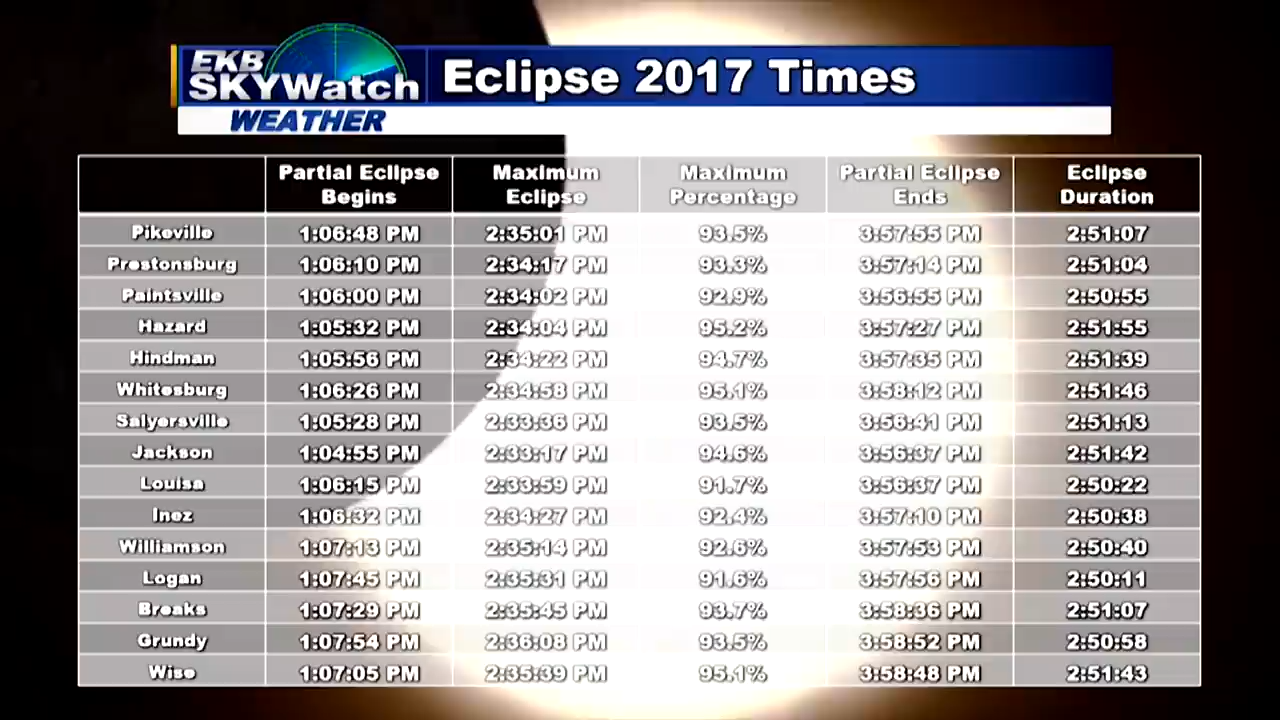 EKB
SKYWatch
WEATHER
Eclipse 2017 Times
Partial Eclipse Begins Maximum Eclipse Maximum Percentage Partial Eclipse Ends Eclipse Duration
Pikeville 1:06:48 PM 2:35:01 PM 93.5% 3:57:55 PM 2:51:07
Prestonsburg 1:06:10 PM 2:34:17 PM 93.3% 3:57:14 PM 2:51:04
Paintsville 1:06:00 PM 2:34:02 PM 92.9% 3:56:55 PM 2:50:55
Hazard 1:05:32 PM 2:34:04 PM 95.2% 3:57:27 PM 2:51:55
Hindman 1:05:56 PM 2:34:22 PM 94.7% 3:57:35 PM 2:51:39
Whitesburg 1:06:26 PM 2:34:58 PM 95.1% 3:58:12 PM 2:51:46
Salyersville 1:05:28 PM 2:33:36 PM 93.5% 3:56:41 PM 2:51:13
Jackson 1:04:55 PM 2:33:17 PM 94.6% 3:56:37 PM 2:51:42
Louisa 1:06:15 PM 2:33:59 PM 91.7% 3:56:37 PM 2:50:22
Inez 1:06:32 PM 2:34:27 PM 92.4% 3:57:10 PM 2:50:38
Williamson 1:07:13 PM 2:35:14 PM 92.6% 3:57:53 PM 2:50:40
Logan 1:07:45 PM 2:35:31 PM 91.6% 3:57:56 PM 2:50:11
Breaks 1:07:29 PM 2:35:45 PM 93.7% 3:58:36 PM 2:51:07
Grundy 1:07:54 PM 2:36:08 PM 93.5% 3:58:52 PM 2:50:58
Wise 1:07:05 PM 2:35:39 PM 95.1% 3:58:48 PM 2:51:43